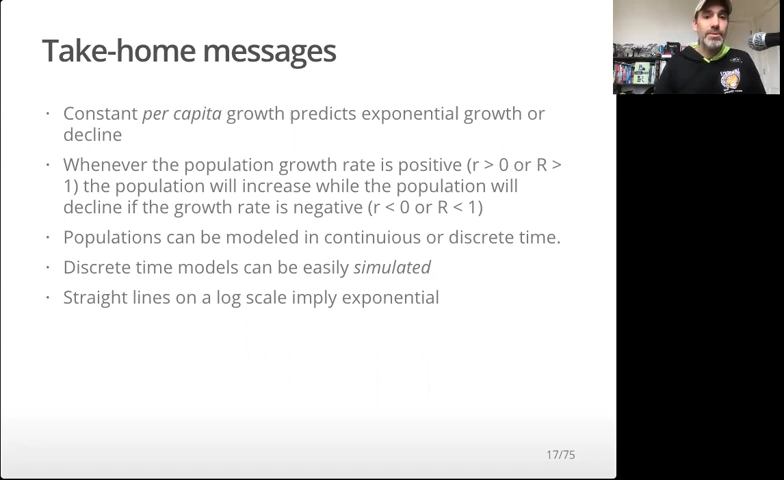 Take-home messages
· Constant per capita growth predicts exponential growth or
decline
· Whenever the population growth rate is positive (r > 0 or R >
1) the population will increase while the population will
decline if the growth rate is negative (r < 0 or R < 1)
· Populations can be modeled in continuious or discrete time.
· Discrete time models can be easily simulated
· Straight lines on a log scale imply exponential
17/75